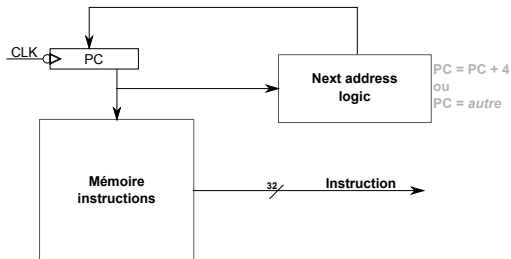 CLK
PC
Next address
logic
PC = PC + 4
ou
PC = autre
Mémoire
instructions
32
Instruction